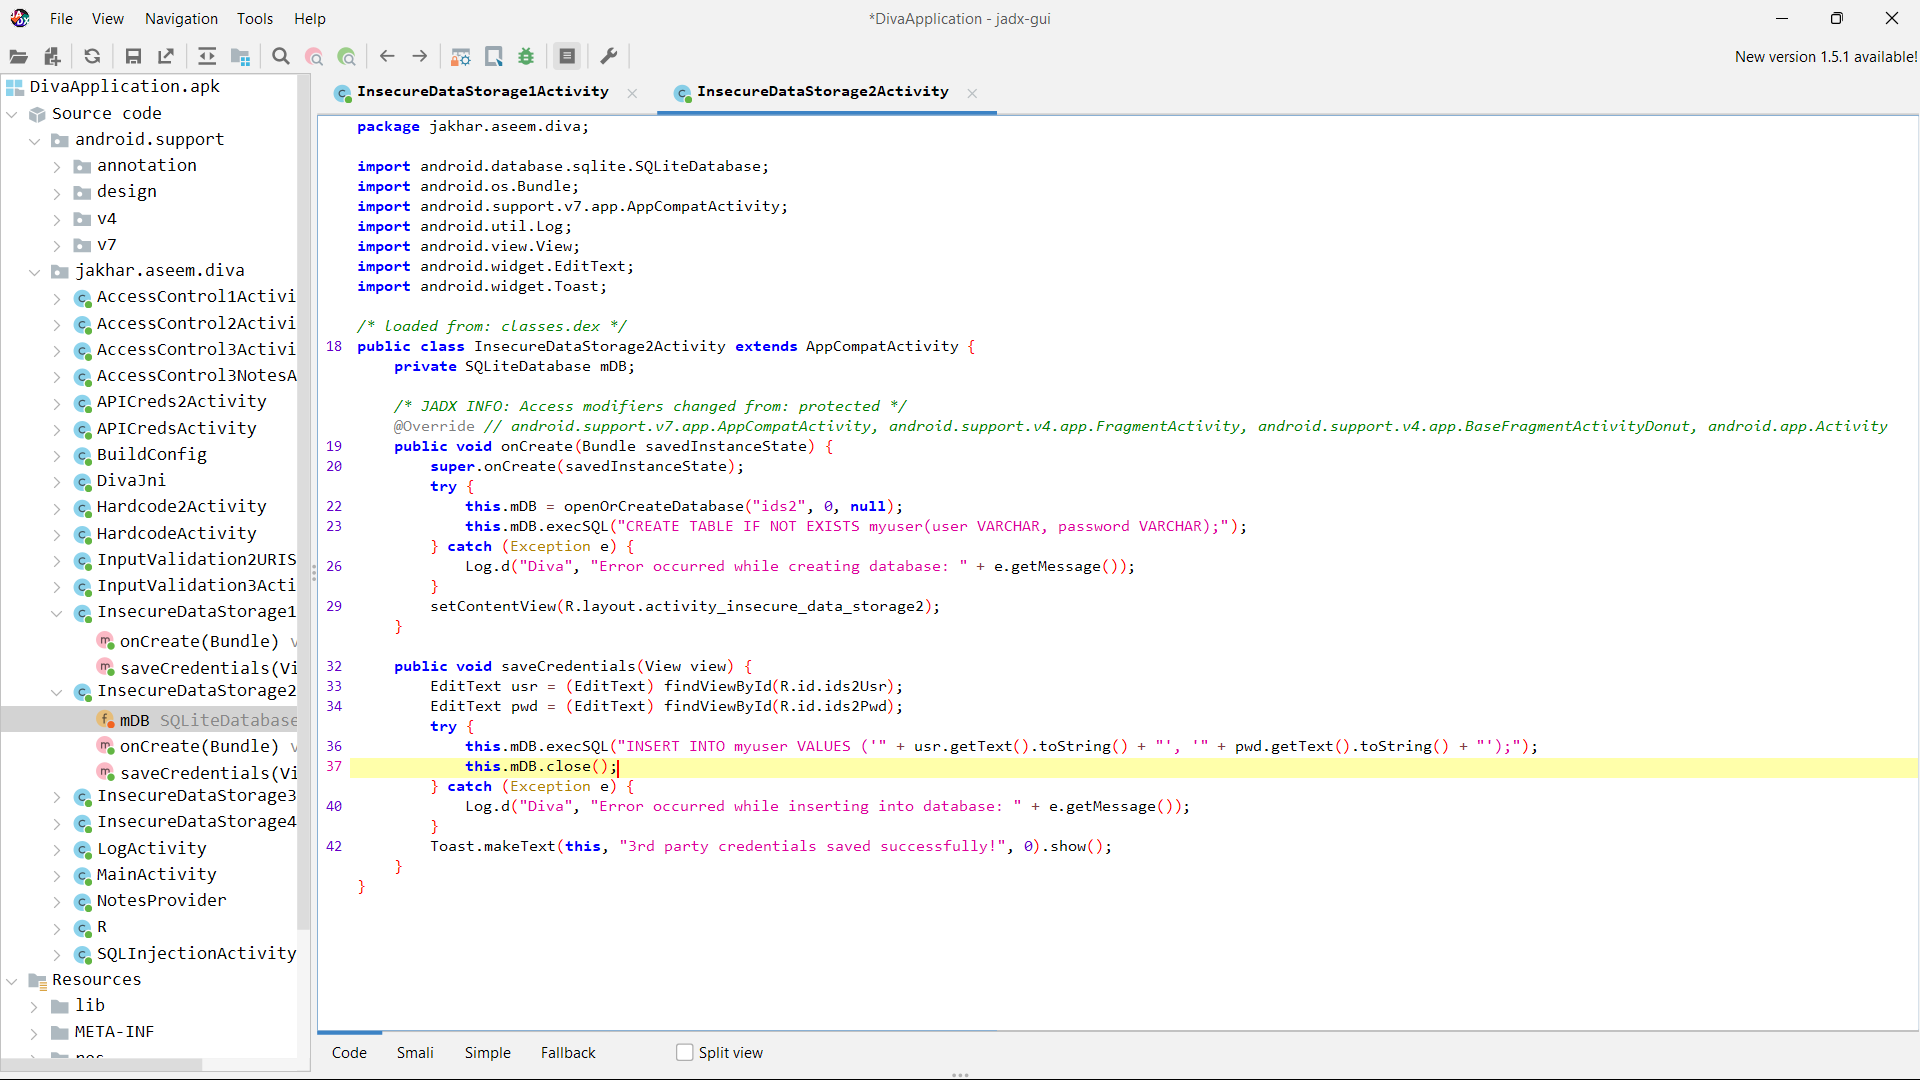 File View Navigation Tools Help
*DivaApplication - jadx-gui
New version 1.5.1 available!
DivaApplication.apk
Source code
android.support
annotation
design
v4
v7
jakhar.aseem.diva
AccessControl1Activi
AccessControl2Activi
AccessControl3Activi
AccessControl3NotesA
APICreds2Activity
APICredsActivity
BuildConfig
DivaJni
Hardcode2Activity
HardcodeActivity
InputValidation2URIS
InputValidation3Acti
InsecureDataStorage1
onCreate(Bundle) v
saveCredentials(Vi
InsecureDataStorage2
mDB SQLiteDatabase
onCreate(Bundle) v
saveCredentials(Vi
InsecureDataStorage3
InsecureDataStorage4
LogActivity
MainActivity
NotesProvider
R
SQLInjectionActivity
Resources
lib
META-INF
InsecureDataStorage1Activity
InsecureDataStorage2Activity
package jakhar.aseem.diva;
import android.database.sqlite.SQLiteDatabase;
import android.os.Bundle;
import android.support.v7.app.AppCompatActivity;
import android.util.Log;
import android.view.View;
import android.widget.EditText;
import android.widget.Toast;
/* loaded from: classes.dex */
18 public class InsecureDataStorage2Activity extends AppCompatActivity {
private SQLiteDatabase mDB;
/* JADX INFO: Access modifiers changed from: protected */
@Override // android.support.v7.app.AppCompatActivity, android.support.v4.app.FragmentActivity, android.support.v4.app.BaseFragmentActivityDonut, android.app.Activity
19 public void onCreate(Bundle savedInstanceState) {
20 super.onCreate(savedInstanceState);
try {
22 this.mDB = openOrCreateDatabase("ids2", 0, null);
23 this.mDB.execSQL("CREATE TABLE IF NOT EXISTS myuser(user VARCHAR, password VARCHAR);");
} catch (Exception e) {
26 Log.d("Diva", "Error occurred while creating database: " + e.getMessage());
}
29 setContentView(R.layout.activity_insecure_data_storage2);
}
32 public void saveCredentials(View view) {
33 EditText usr = (EditText) findViewById(R.id.ids2Usr);
34 EditText pwd = (EditText) findViewById(R.id.ids2Pwd);
try {
36 this.mDB.execSQL("INSERT INTO myuser VALUES ('" + usr.getText().toString() + "', '" + pwd.getText().toString() + "');");
37 this.mDB.close();
} catch (Exception e) {
40 Log.d("Diva", "Error occurred while inserting into database: " + e.getMessage());
}
42 Toast.makeText(this, "3rd party credentials saved successfully!", 0).show();
}
}
Code Smali Simple Fallback Split view